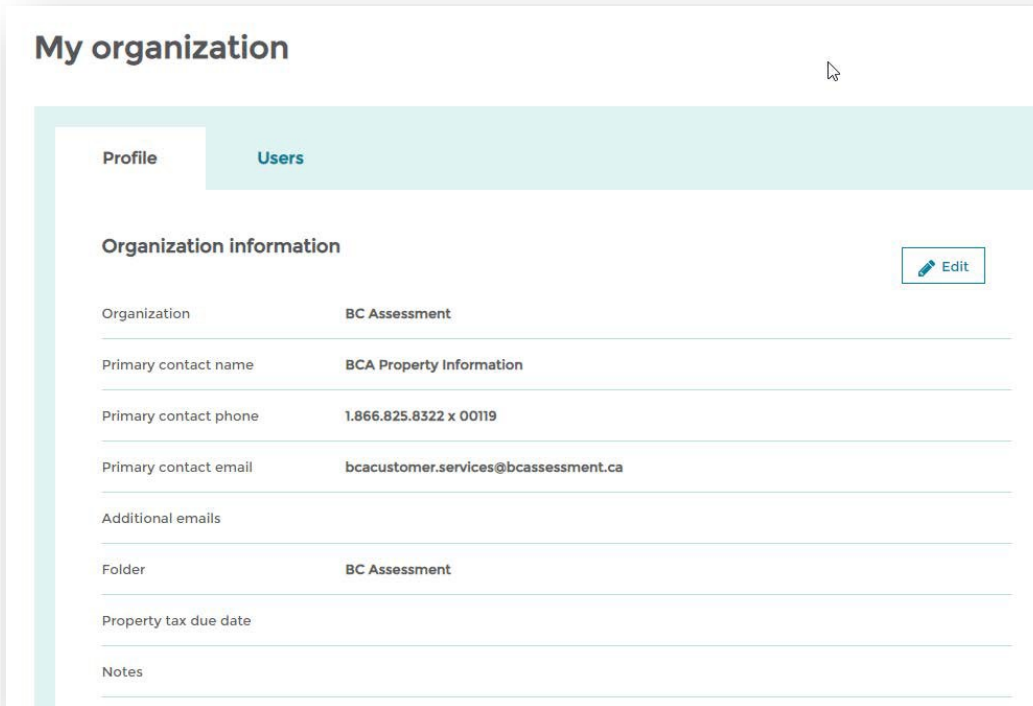 My organization
Profile Users
Organization information
Edit
Organization BC Assessment
Primary contact name BCA Property Information
Primary contact phone 1.866.825.8322 x 00119
Primary contact email bcacustomer.services@bcassessment.ca
Additional emails
Folder BC Assessment
Property tax due date
Notes